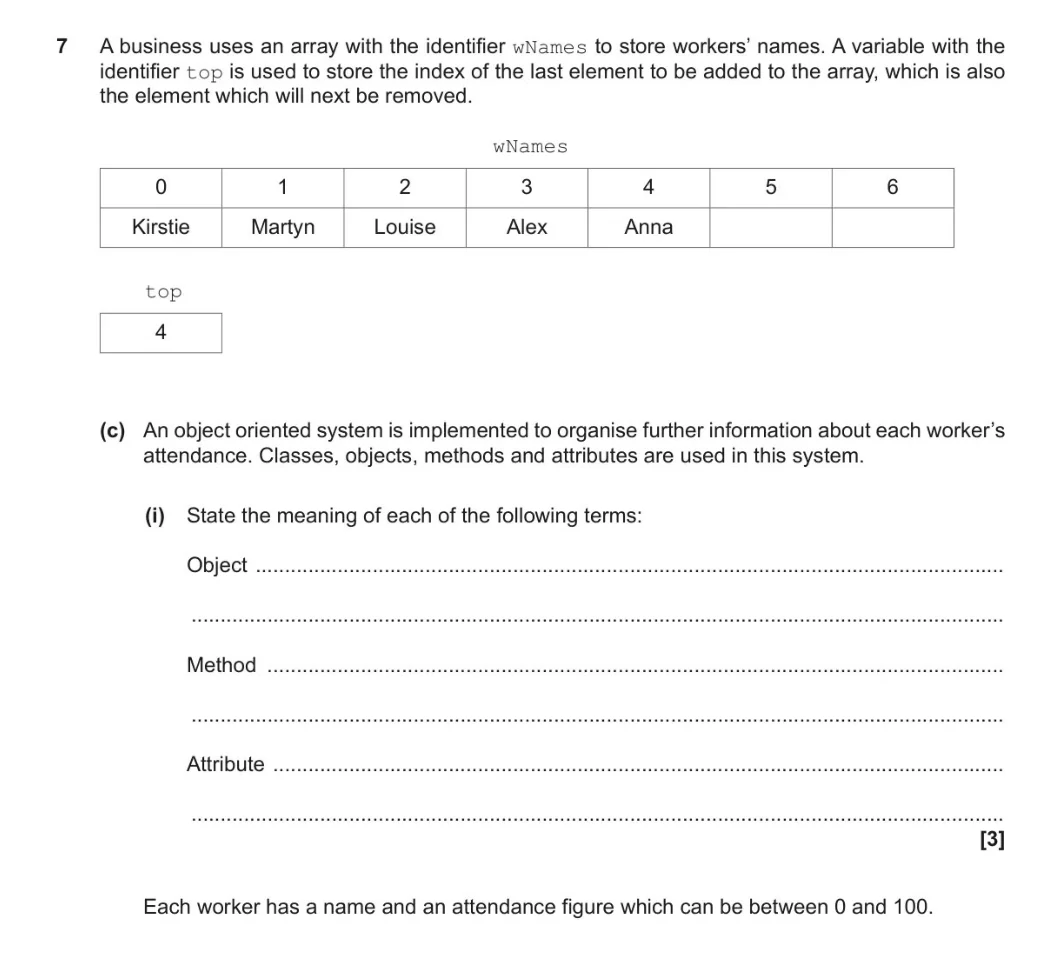 7 A business uses an array with the identifier wNames to store workers' names. A variable with the
identifier top is used to store the index of the last element to be added to the array, which is also
the element which will next be removed.
wNames
0 1 2 3 4 5 6
Kirstie Martyn Louise Alex Anna
top
4
(c) An object oriented system is implemented to organise further information about each worker's
attendance. Classes, objects, methods and attributes are used in this system.
(i) State the meaning of each of the following terms:
Object ..........................................................................................................................
..........................................................................................................................
Method ..........................................................................................................................
..........................................................................................................................
Attribute ..........................................................................................................................
..........................................................................................................................
[3]
Each worker has a name and an attendance figure which can be between 0 and 100.